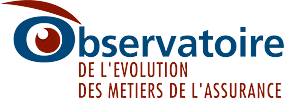 Observatoire
DE L'EVOLUTION
DES METIERS DE L'ASSURANCE